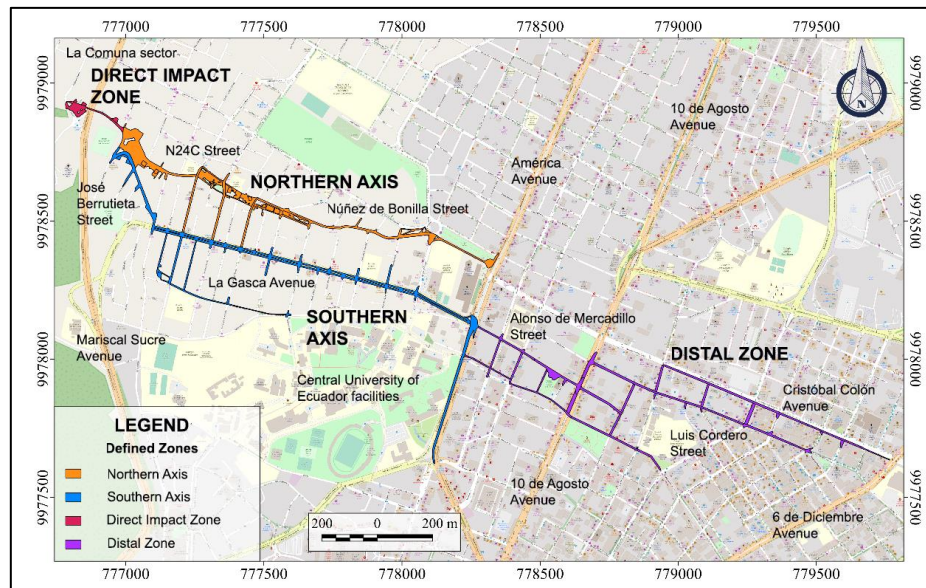 777000 777500 778000 778500 779000 779500
9979000
9979000
La Comuna sector
DIRECT IMPACT
ZONE
10 de Agosto
Avenue
N
N24C Street
América
Avenue
NORTHERN AXIS
José
Berrutieta
Street
Núñez de Bonilla Street
9978500
9978500
La Gasca Avenue
SOUTHERN
AXIS
Alonso de Mercadillo
Street
Mariscal Sucre
Avenue
9978000
9978000
DISTAL ZONE
Central University of
Ecuador facilities
Cristóbal Colón
Avenue
Luis Cordero
Street
LEGEND
Defined Zones
Northern Axis
Southern Axis
Direct Impact Zone
Distal Zone
10 de Agosto
Avenue
9977500
9977500
6 de Diciembre
Avenue
200 0 200 m
777000 777500 778000 778500 779000 779500